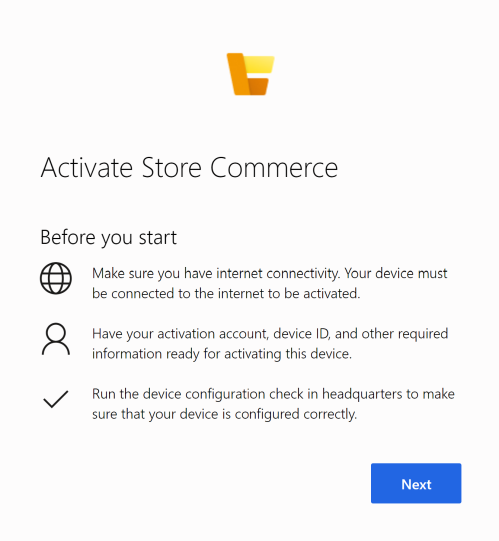 Activate Store Commerce
Before you start
Make sure you have internet connectivity. Your device must
be connected to the internet to be activated.
Have your activation account, device ID, and other required
information ready for activating this device.
Run the device configuration check in headquarters to make
sure that your device is configured correctly.
Next